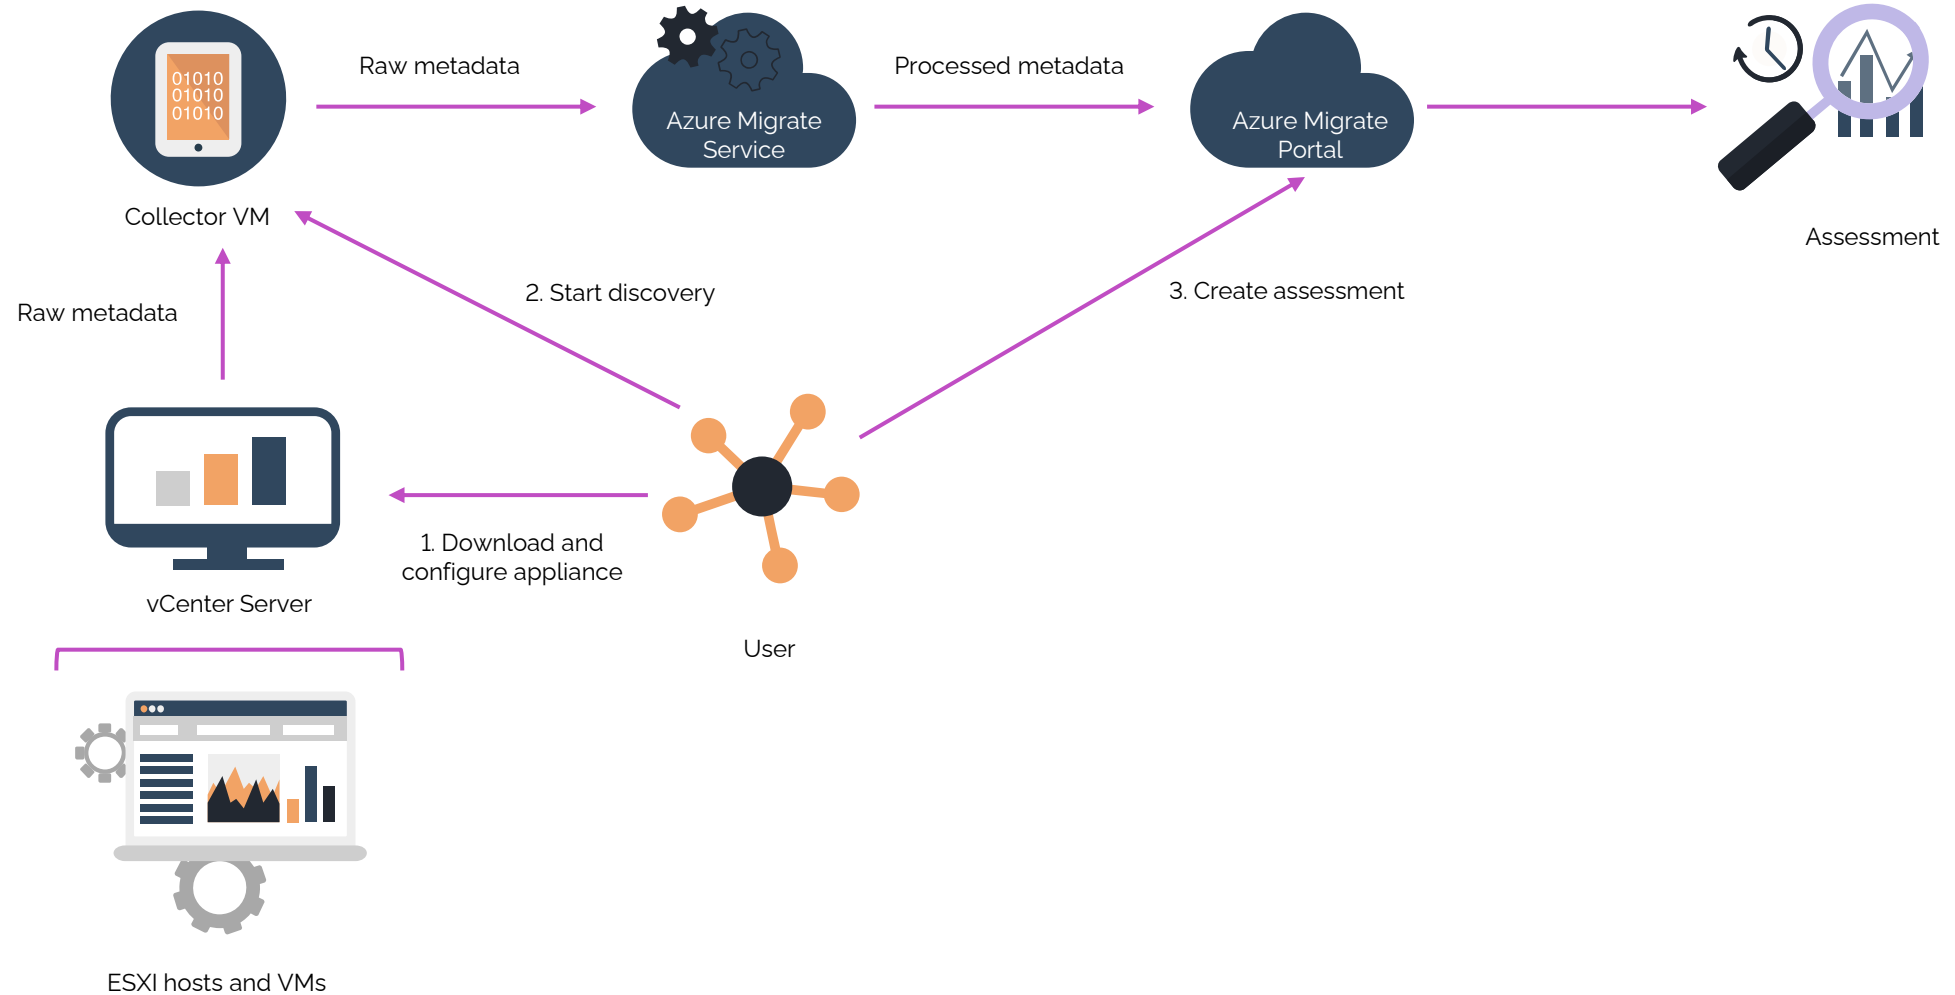 01010
01010
01010
Raw metadata
Azure Migrate
Service
Processed metadata
Azure Migrate
Portal
Collector VM
Assessment
Raw metadata
2. Start discovery
3. Create assessment
1. Download and
configure appliance
vCenter Server
User
ESXI hosts and VMs